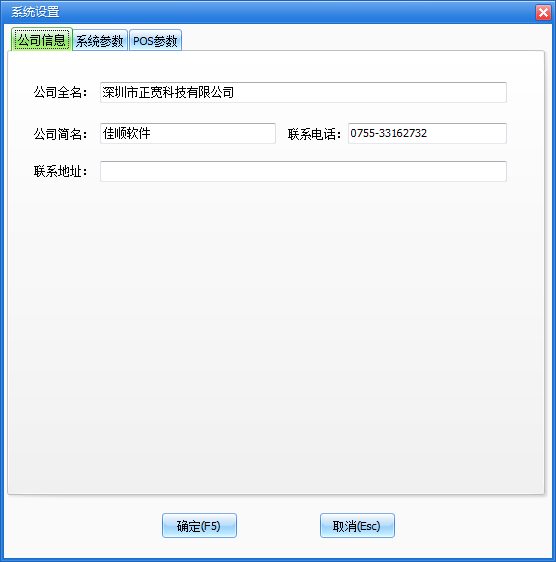 系统设置
公司信息 系统参数 POS参数
公司全名： 深圳市正宽科技有限公司
公司简名： 佳顺软件 联系电话： 0755-33162732
联系地址：
确定(F5) 取消(Esc)